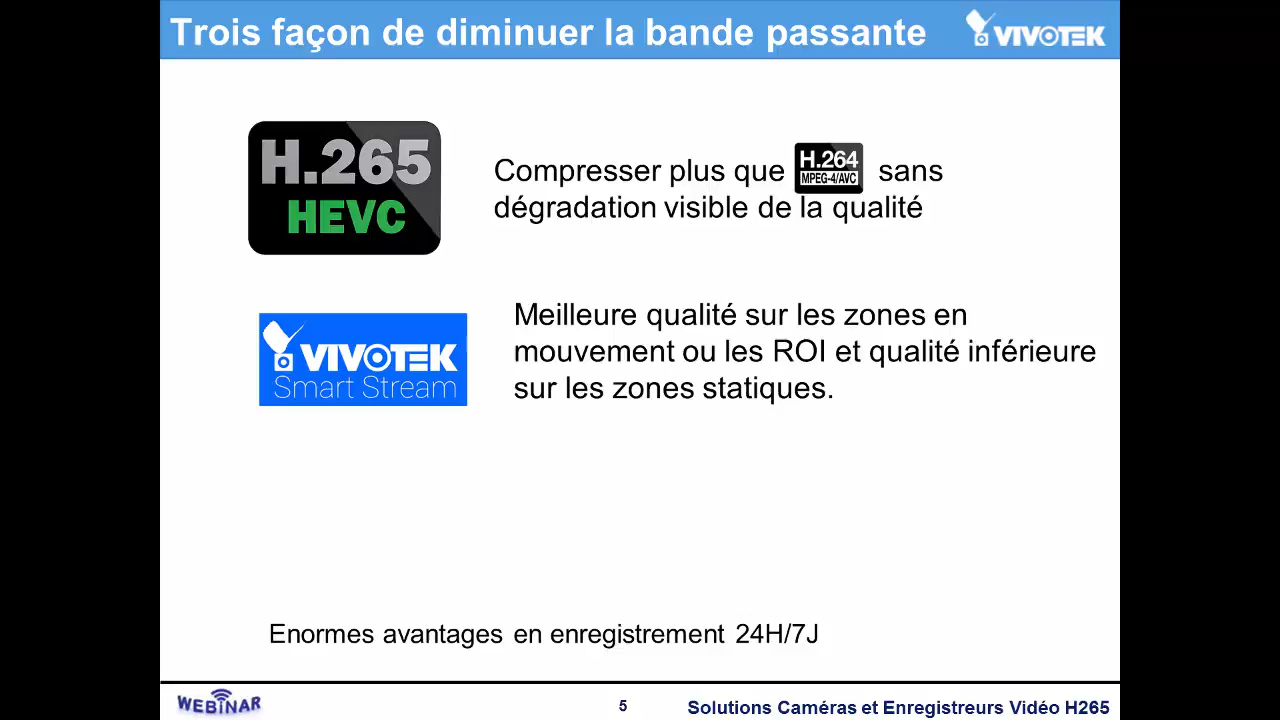 Trois façon de diminuer la bande passante
VIVOTEK
H.265
HEVC
Compresser plus que H.264 MPEG-4/AVC sans
dégradation visible de la qualité
VIVOTEK
Smart Stream
Meilleure qualité sur les zones en
mouvement ou les ROI et qualité inférieure
sur les zones statiques.
Enormes avantages en enregistrement 24H/7J
WEBINAR
5
Solutions Caméras et Enregistreurs Vidéo H265